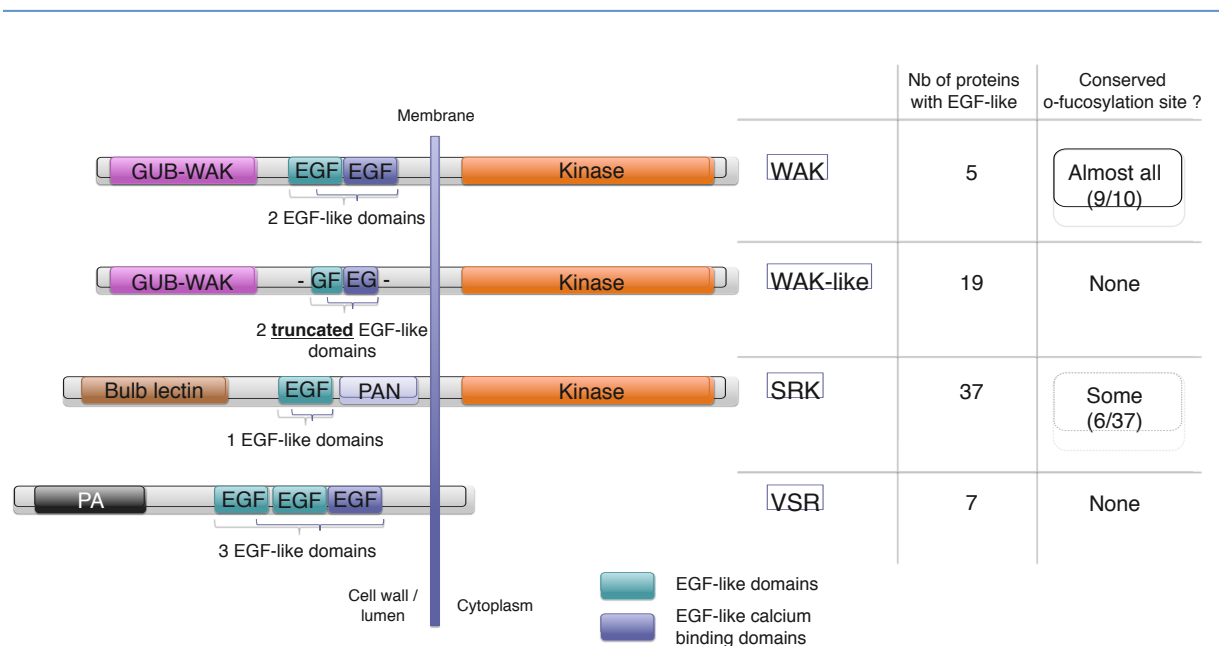 Nb of proteins
with EGF-like
Conserved
o-fucosylation site ?
Membrane
GUB-WAK
EGF
EGF
Kinase
2 EGF-like domains
WAK
5
Almost all
(9/10)
GUB-WAK
- GF
EG -
Kinase
2 truncated EGF-like
domains
WAK-like
19
None
Bulb lectin
EGF
PAN
Kinase
1 EGF-like domains
SRK
37
Some
(6/37)
PA
EGF
EGF
EGF
3 EGF-like domains
VSR
7
None
Cell wall /
lumen
Cytoplasm
EGF-like domains
EGF-like calcium
binding domains